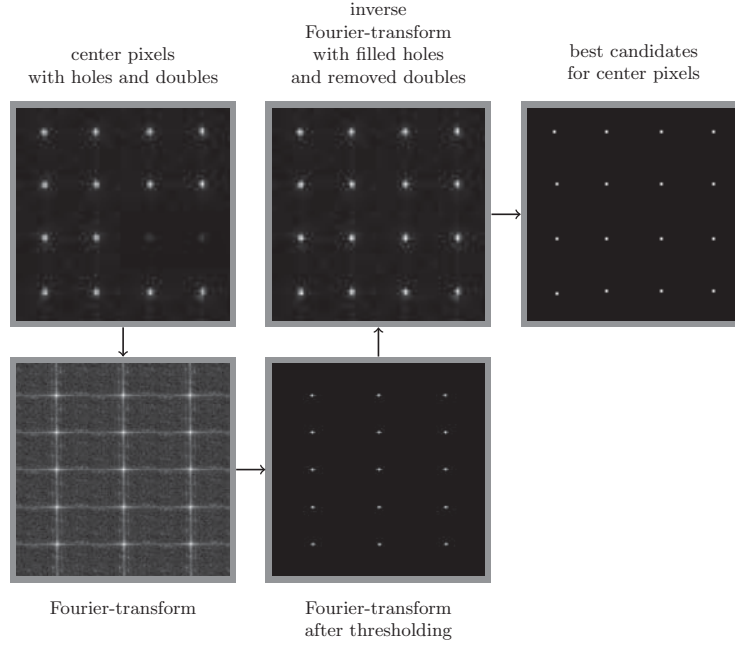 center pixels
with holes and doubles
inverse
Fourier-transform
with filled holes
and removed doubles
best candidates
for center pixels
Fourier-transform
Fourier-transform
after thresholding